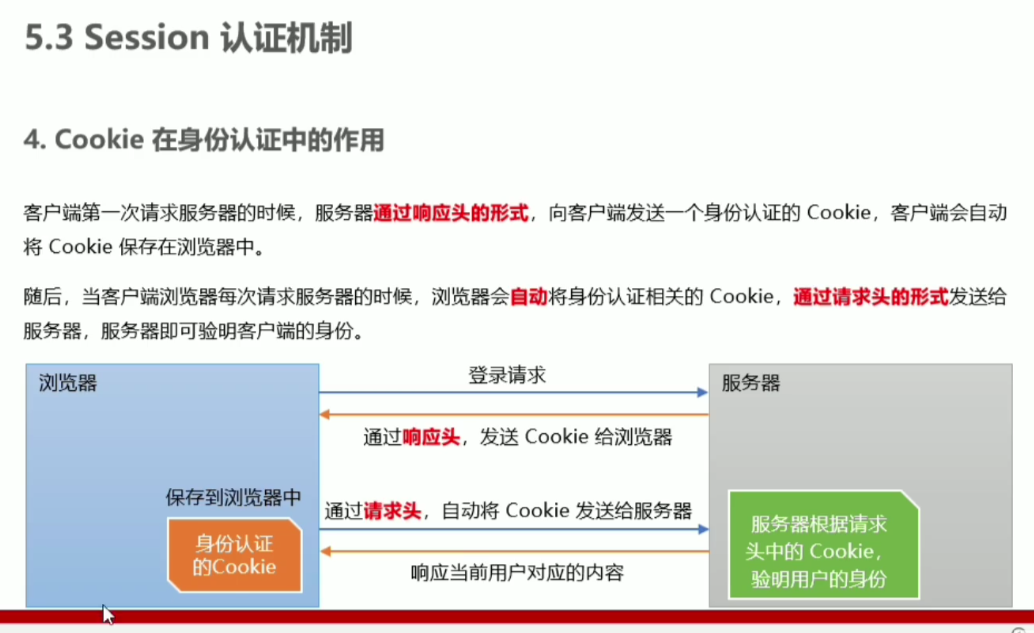 5.3 Session 认证机制
4. Cookie 在身份认证中的作用
客户端第一次请求服务器的时候，服务器通过响应头的形式，向客户端发送一个身份认证的 Cookie，客户端会自动
将 Cookie 保存在浏览器中。
随后，当客户端浏览器每次请求服务器的时候，浏览器会自动将身份认证相关的 Cookie，通过请求头的形式发送给
服务器，服务器即可验明客户端的身份。
浏览器
登录请求
服务器
通过响应头，发送 Cookie 给浏览器
保存到浏览器中
通过请求头，自动将 Cookie 发送给服务器
身份认证
的Cookie
服务器根据请求
头中的 Cookie，
验明用户的身份
响应当前用户对应的内容